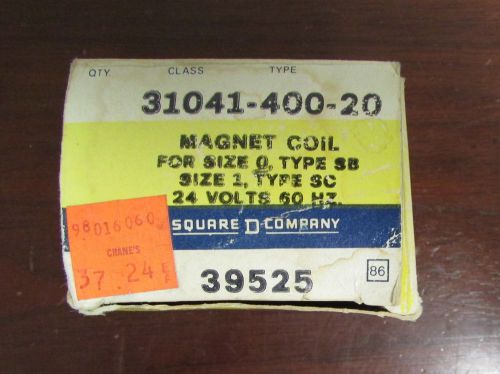 QTY. CLASS TYPE
31041-400-20
MAGNET COIL
FOR SIZE 0, TYPE SB
SIZE 1, TYPE SC
24 VOLTS 60 HZ.
SQUARE D COMPANY
39525
86
98016060
CRANE'S
37.24